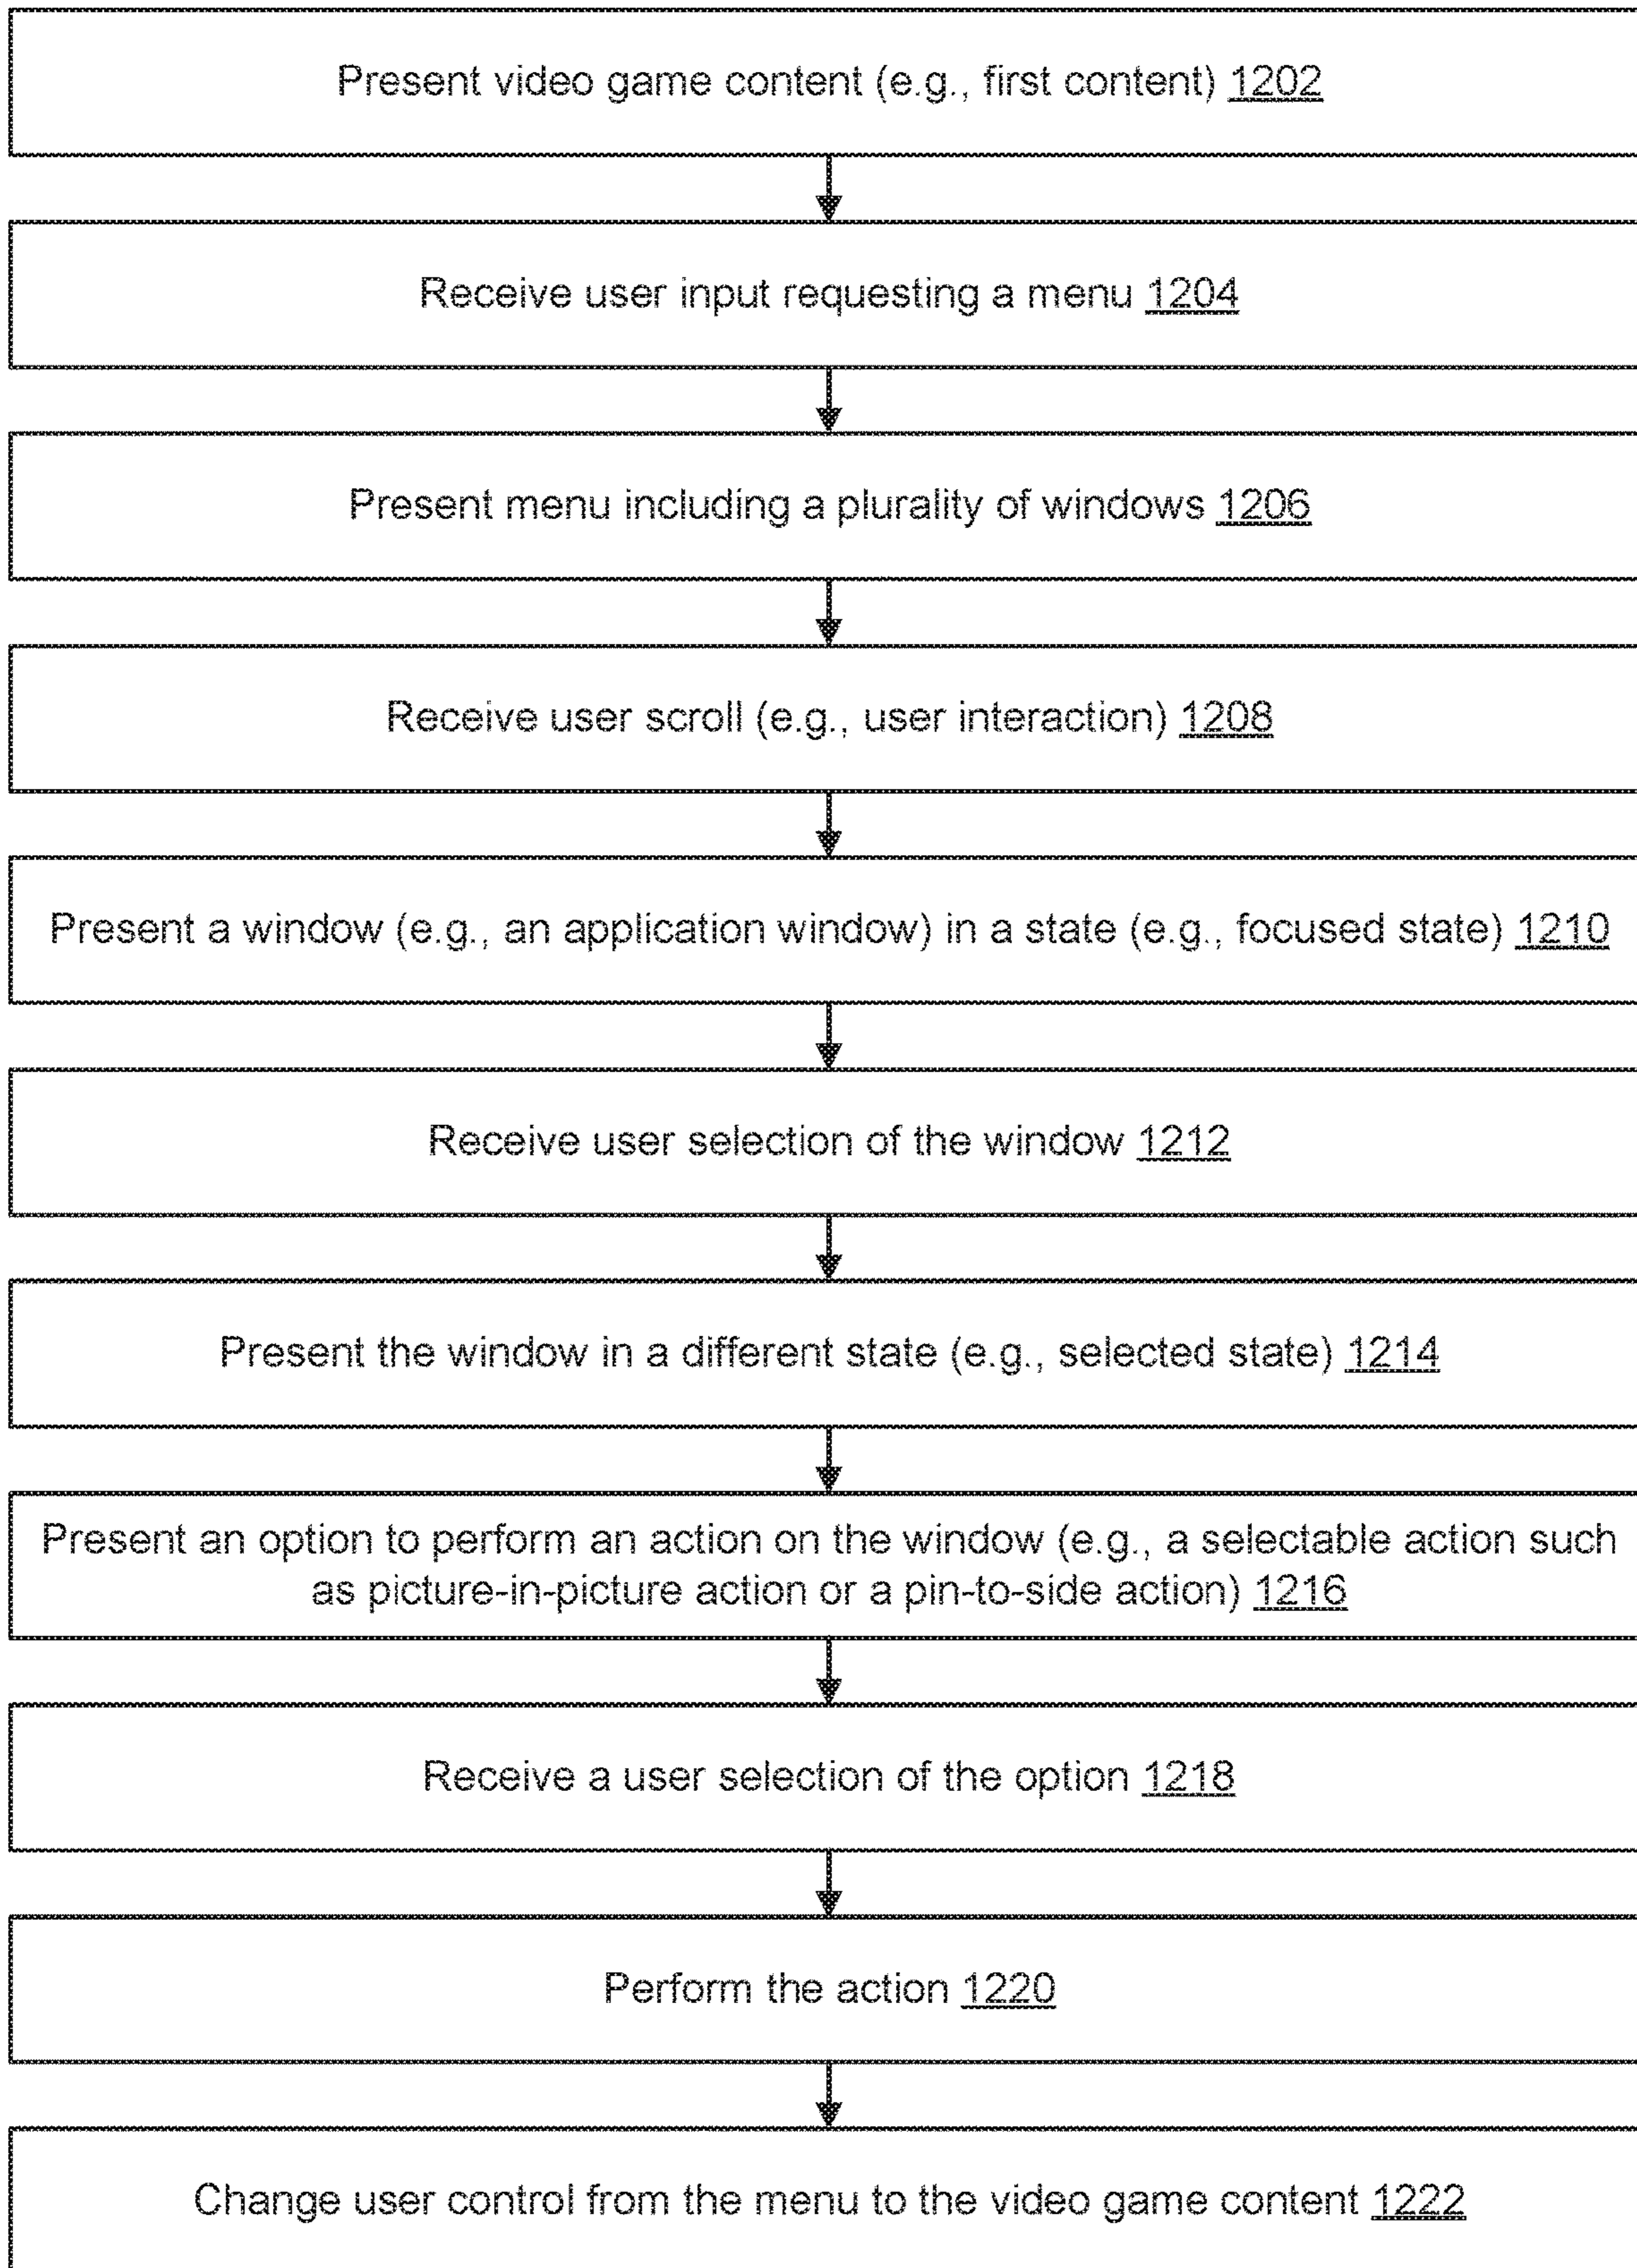 Present video game content (e.g., first content) 1202
Receive user input requesting a menu 1204
Present menu including a plurality of windows 1206
Receive user scroll (e.g., user interaction) 1208
Present a window (e.g., an application window) in a state (e.g., focused state) 1210
Receive user selection of the window 1212
Present the window in a different state (e.g., selected state) 1214
Present an option to perform an action on the window (e.g., a selectable action such
as picture-in-picture action or a pin-to-side action) 1216
Receive a user selection of the option 1218
Perform the action 1220
Change user control from the menu to the video game content 1222